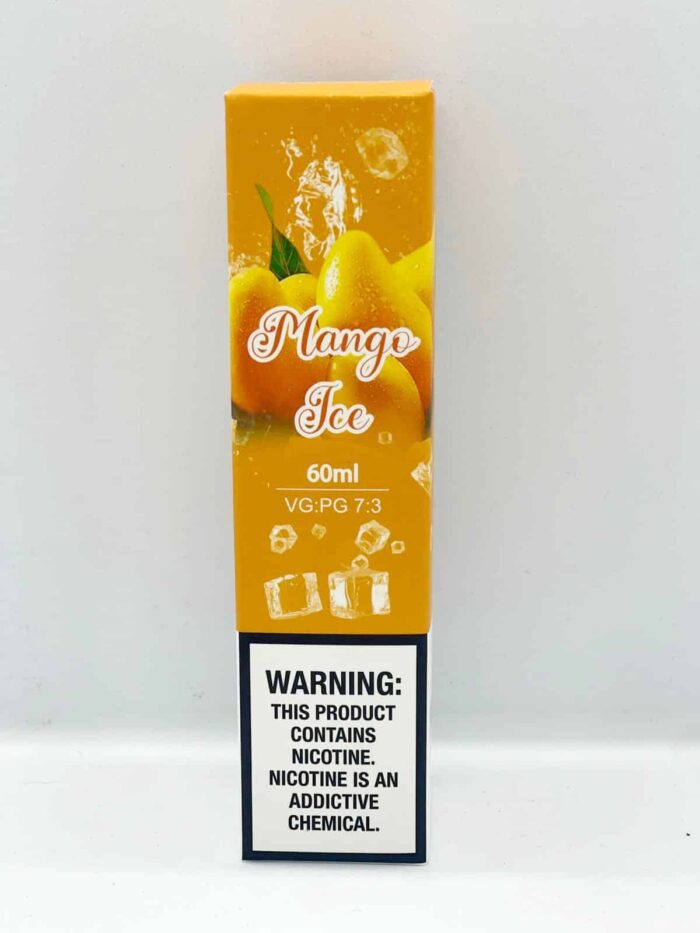 Mango
Ice
60ml
VG:PG 7:3
WARNING:
THIS PRODUCT
CONTAINS
NICOTINE.
NICOTINE IS AN
ADDICTIVE
CHEMICAL.